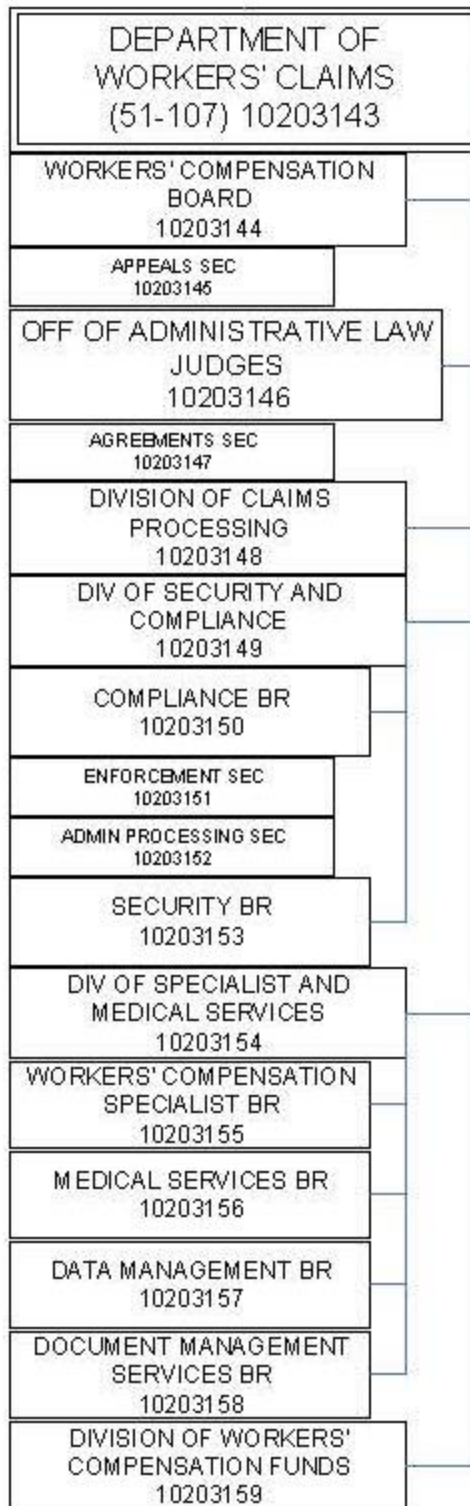 DEPARTMENT OF
WORKERS' CLAIMS
(51-107) 10203143
WORKERS' COMPENSATION
BOARD
10203144
APPEALS SEC
10203145
OFF OF ADMINISTRATIVE LAW
JUDGES
10203146
AGREEMENTS SEC
10203147
DIVISION OF CLAIMS
PROCESSING
10203148
DIV OF SECURITY AND
COMPLIANCE
10203149
COMPLIANCE BR
10203150
ENFORCEMENT SEC
10203151
ADMIN PROCESSING SEC
10203152
SECURITY BR
10203153
DIV OF SPECIALIST AND
MEDICAL SERVICES
10203154
WORKERS' COMPENSATION
SPECIALIST BR
10203155
MEDICAL SERVICES BR
10203156
DATA MANAGEMENT BR
10203157
DOCUMENT MANAGEMENT
SERVICES BR
10203158
DIVISION OF WORKERS'
COMPENSATION FUNDS
10203159